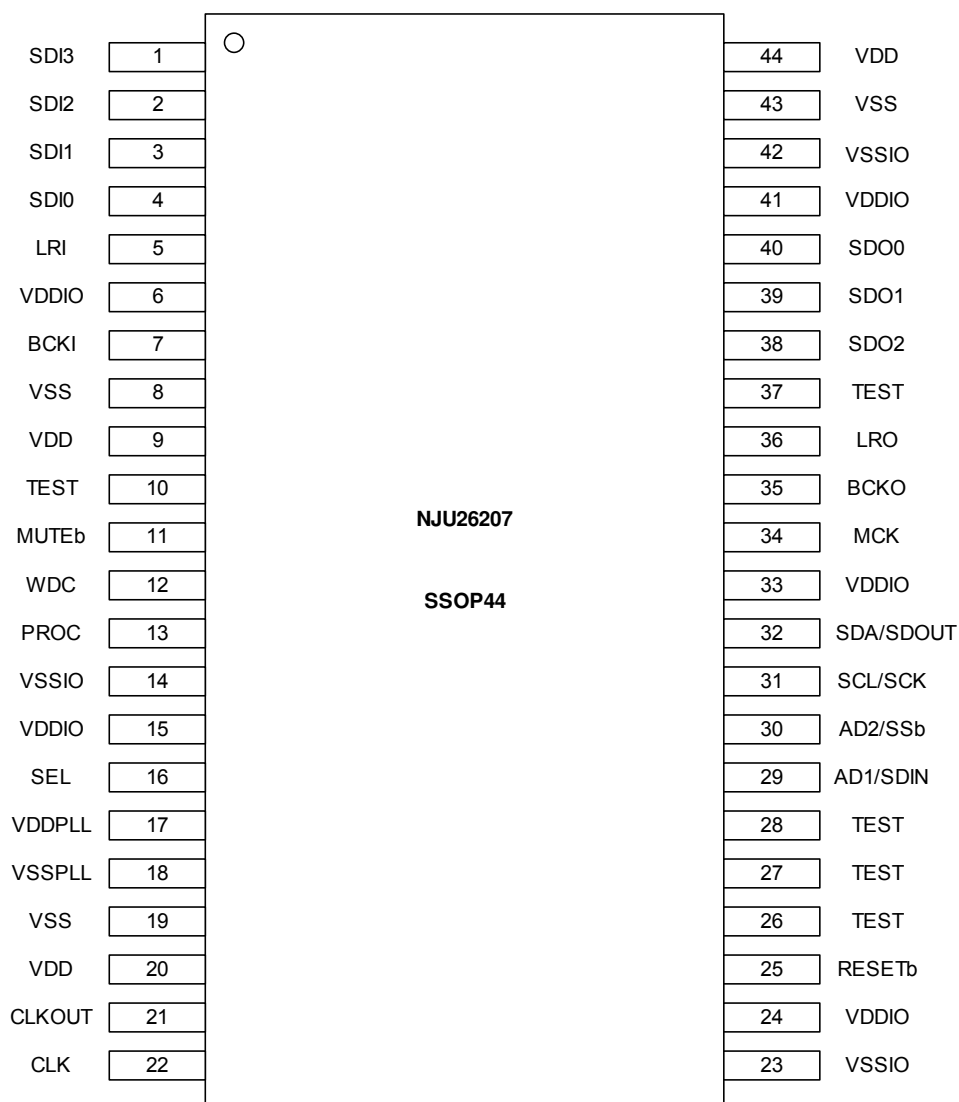 SDI3 1 44 VDD
SDI2 2 43 VSS
SDI1 3 42 VSSIO
SDI0 4 41 VDDIO
LRI 5 40 SDO0
VDDIO 6 39 SDO1
BCKI 7 38 SDO2
VSS 8 37 TEST
VDD 9 36 LRO
TEST 10 35 BCKO
NJU26207
MUTEb 11 34 MCK
WDC 12 33 VDDIO
SSOP44
PROC 13 32 SDA/SDOUT
VSSIO 14 31 SCL/SCK
VDDIO 15 30 AD2/SSb
SEL 16 29 AD1/SDIN
VDDPLL 17 28 TEST
VSSPLL 18 27 TEST
VSS 19 26 TEST
VDD 20 25 RESETb
CLKOUT 21 24 VDDIO
CLK 22 23 VSSIO